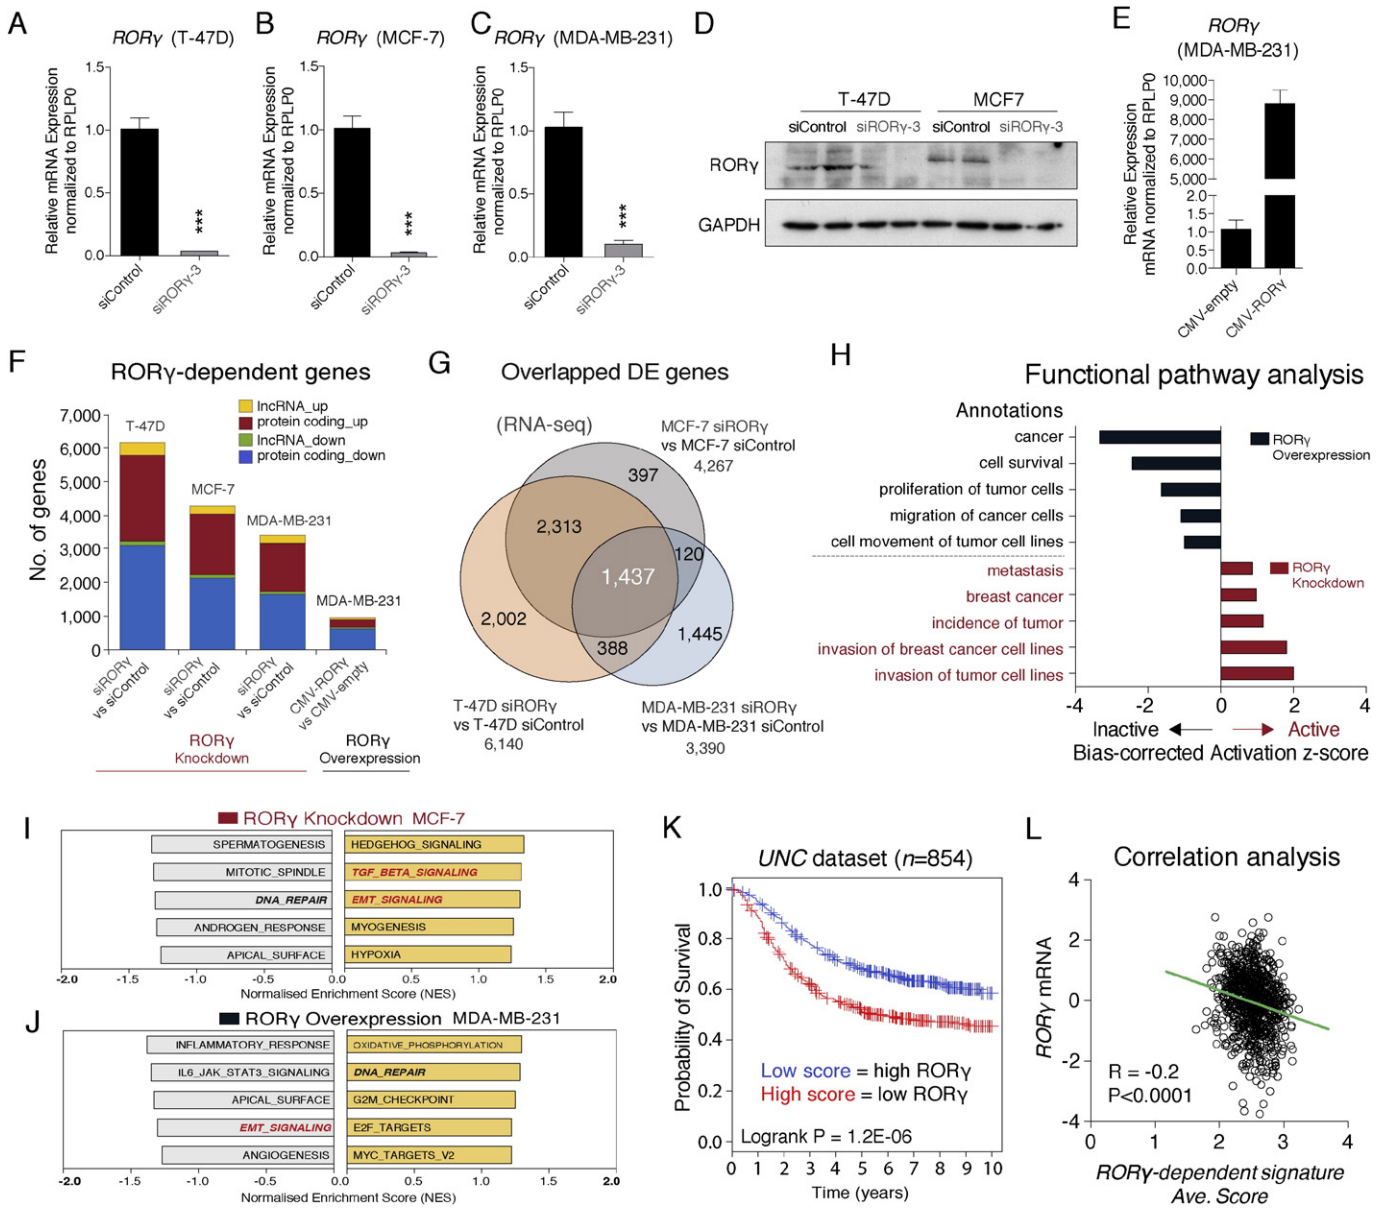 A
RORγ (T-47D)
Relative mRNA Expression
normalized to RPLP0
1.5
1.0
0.5
0.0
***
siControl
siRORγ-3
B
RORγ (MCF-7)
Relative mRNA Expression
normalized to RPLP0
1.5
1.0
0.5
0.0
***
siControl
siRORγ-3
C
RORγ (MDA-MB-231)
Relative mRNA Expression
normalized to RPLP0
1.5
1.0
0.5
0.0
***
siControl
siRORγ-3
D
T-47D MCF7
siControl siRORγ-3 siControl siRORγ-3
RORγ
GAPDH
E
RORγ
(MDA-MB-231)
Relative Expression
mRNA normalized to RPLP0
10,000
9,000
8,000
7,000
6,000
5,000
2.0
1.5
1.0
0.5
0.0
CMV-empty
CMV-RORγ
F
RORγ-dependent genes
No. of genes
7,000
6,000
5,000
4,000
3,000
2,000
1,000
0
lncRNA_up
protein coding_up
lncRNA_down
protein coding_down
T-47D
MCF-7
MDA-MB-231
MDA-MB-231
siRORγ
vs siControl
siRORγ
vs siControl
siRORγ
vs siControl
CMV-RORγ
vs CMV-empty
RORγ
Knockdown
RORγ
Overexpression
G
Overlapped DE genes
(RNA-seq)
MCF-7 siRORγ
vs MCF-7 siControl
4,267
397
2,313
120
1,437
2,002
388
1,445
T-47D siRORγ
vs T-47D siControl
6,140
MDA-MB-231 siRORγ
vs MDA-MB-231 siControl
3,390
H
Functional pathway analysis
Annotations
cancer
cell survival
proliferation of tumor cells
migration of cancer cells
cell movement of tumor cell lines
metastasis
breast cancer
incidence of tumor
invasion of breast cancer cell lines
invasion of tumor cell lines
RORγ
Overexpression
RORγ
Knockdown
-4 -2 0 2 4
Inactive Active
Bias-corrected Activation z-score
I
RORγ Knockdown MCF-7
SPERMATOGENESIS HEDGEHOG_SIGNALING
MITOTIC_SPINDLE TGF_BETA_SIGNALING
DNA_REPAIR EMT_SIGNALING
ANDROGEN_RESPONSE MYOGENESIS
APICAL_SURFACE HYPOXIA
-2.0 -1.5 -1.0 -0.5 0.0 0.5 1.0 1.5 2.0
Normalised Enrichment Score (NES) Normalised Enrichment Score (NES)
J
RORγ Overexpression MDA-MB-231
INFLAMMATORY_RESPONSE OXIDATIVE_PHOSPHORYLATION
IL6_JAK_STAT3_SIGNALING DNA_REPAIR
APICAL_SURFACE G2M_CHECKPOINT
EMT_SIGNALING E2F_TARGETS
ANGIOGENESIS MYC_TARGETS_V2
-2.0 -1.5 -1.0 -0.5 0.0 0.0 0.5 1.0 1.5 2.0
Normalised Enrichment Score (NES) Normalised Enrichment Score (NES)
K
UNC dataset (n=854)
Probability of Survival
1.0
0.8
0.6
0.4
0.2
0.0
Low score = high RORγ
High score = low RORγ
Logrank P = 1.2E-06
0 1 2 3 4 5 6 7 8 9 10
Time (years)
L
Correlation analysis
RORγ mRNA
4
2
0
-2
-4
R = -0.2
P<0.0001
0 1 2 3 4
RORγ-dependent signature
Ave. Score